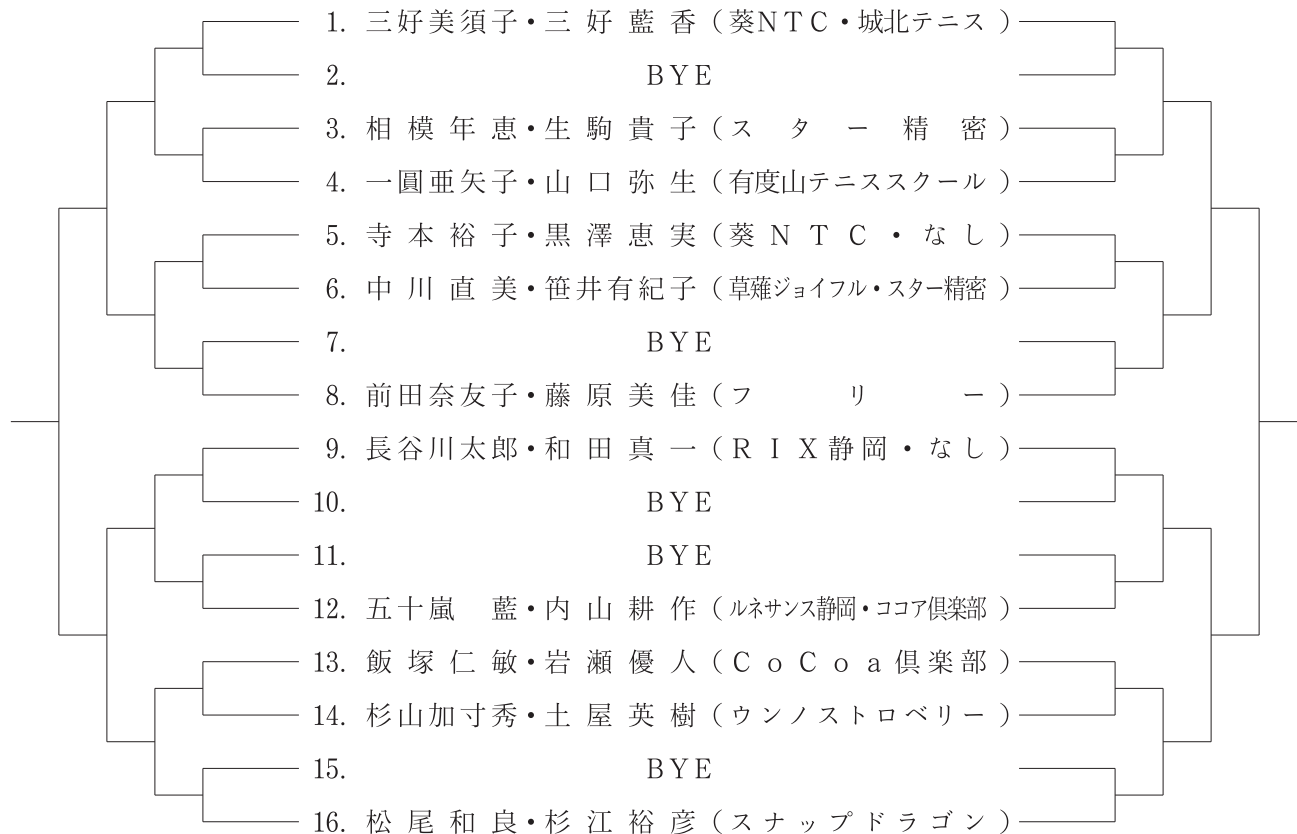 1. 三好美須子・三好藍香（葵NTC・城北テニス）
2. BYE
3. 相模年恵・生駒貴子（スター精密）
4. 一圓亜矢子・山口弥生（有度山テニススクール）
5. 寺本裕子・黒澤恵実（葵NTC・なし）
6. 中川直美・笹井有紀子（草薙ジョイフル・スター精密）
7. BYE
8. 前田奈友子・藤原美佳（フリー）
9. 長谷川太郎・和田真一（RIX静岡・なし）
10. BYE
11. BYE
12. 五十嵐　藍・内山耕作（ルネサンス静岡・ココア倶楽部）
13. 飯塚仁敏・岩瀬優人（CoCoa倶楽部）
14. 杉山加寸秀・土屋英樹（ウンノストロベリー）
15. BYE
16. 松尾和良・杉江裕彦（スナップドラゴン）